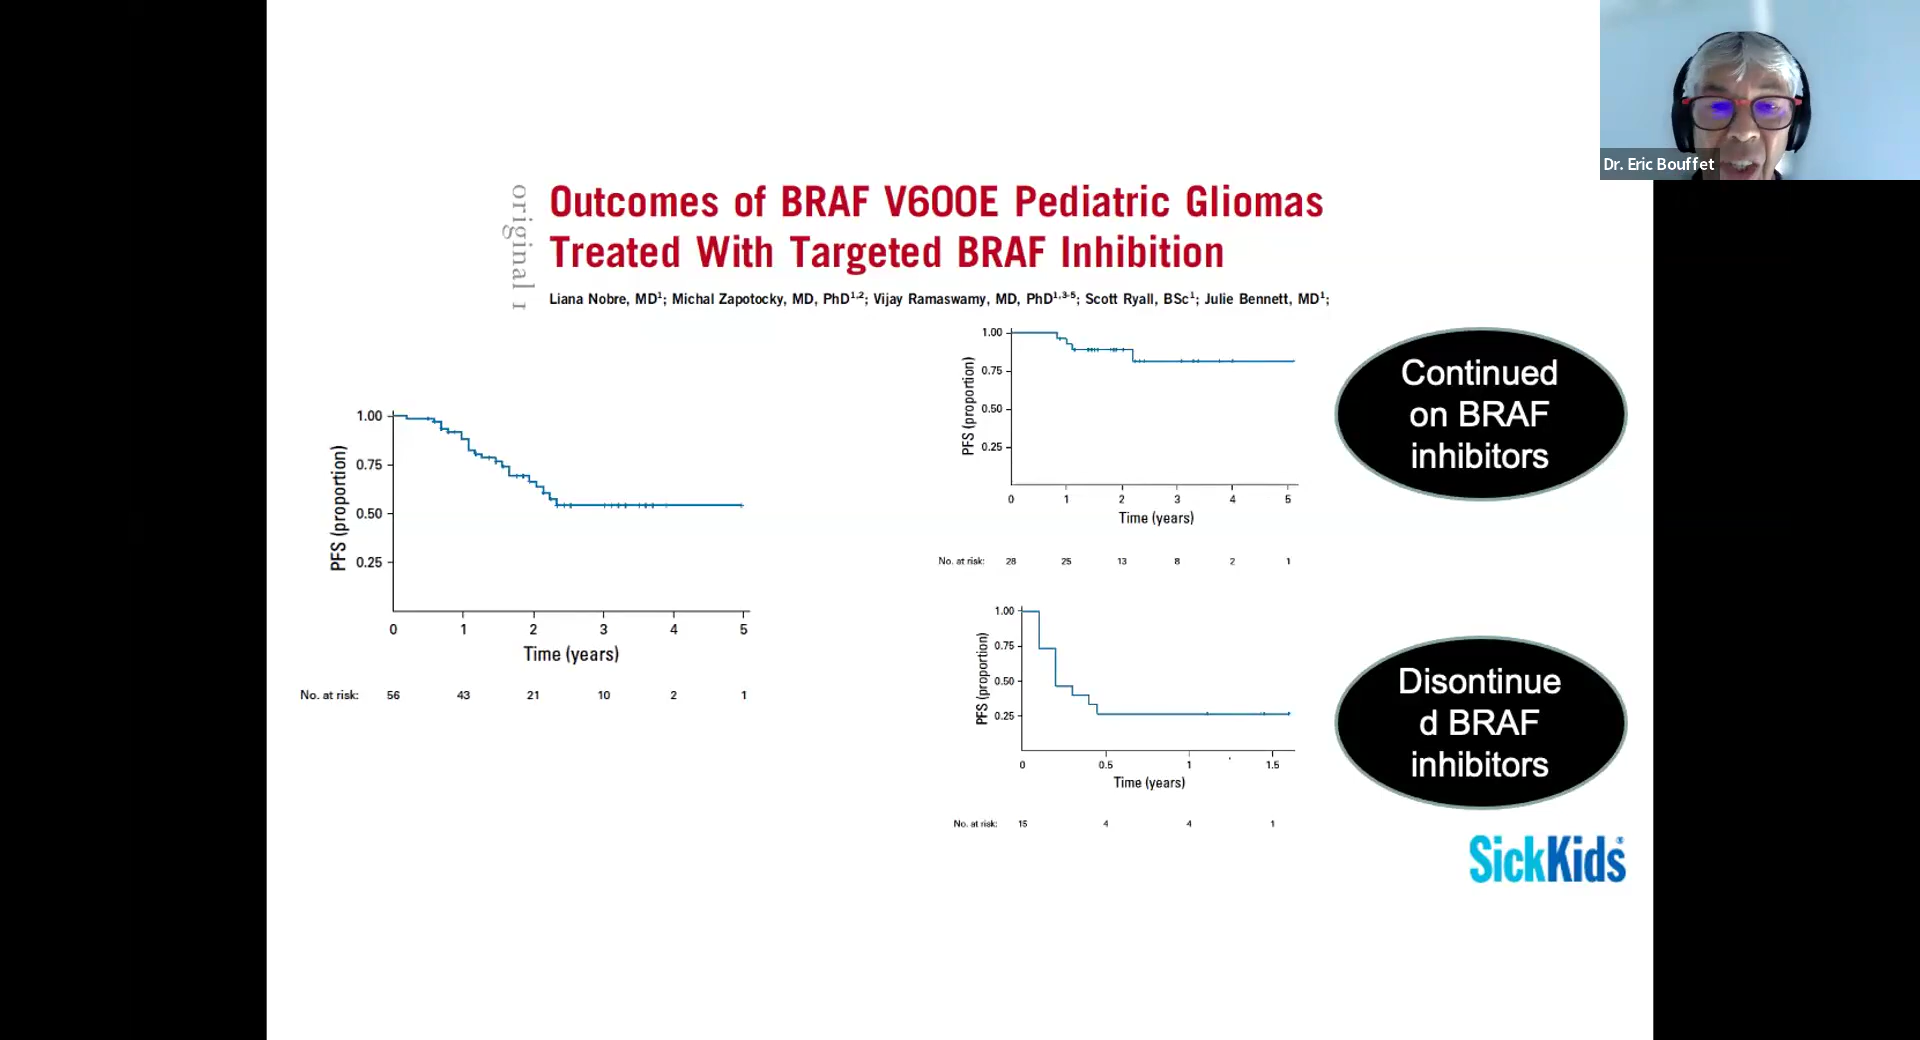 Dr. Eric Bouffet
original r
Outcomes of BRAF V600E Pediatric Gliomas
Treated With Targeted BRAF Inhibition
Liana Nobre, MD1; Michal Zapotocky, MD, PhD1,2; Vijay Ramaswamy, MD, PhD1,3-5; Scott Ryall, BSc1; Julie Bennett, MD1;
PFS (proportion)
1.00
0.75
0.50
0.25
0 1 2 3 4 5
Time (years)
No. at risk: 56 43 21 10 2 1
PFS (proportion)
1.00
0.75
0.50
0.25
0 1 2 3 4 5
Time (years)
No. at risk: 28 25 13 8 2 1
Continued
on BRAF
inhibitors
PFS (proportion)
1.00
0.75
0.50
0.25
0 0.5 1 1.5
Time (years)
No. at risk: 15 4 4 1
Disontinue
d BRAF
inhibitors
SickKids®